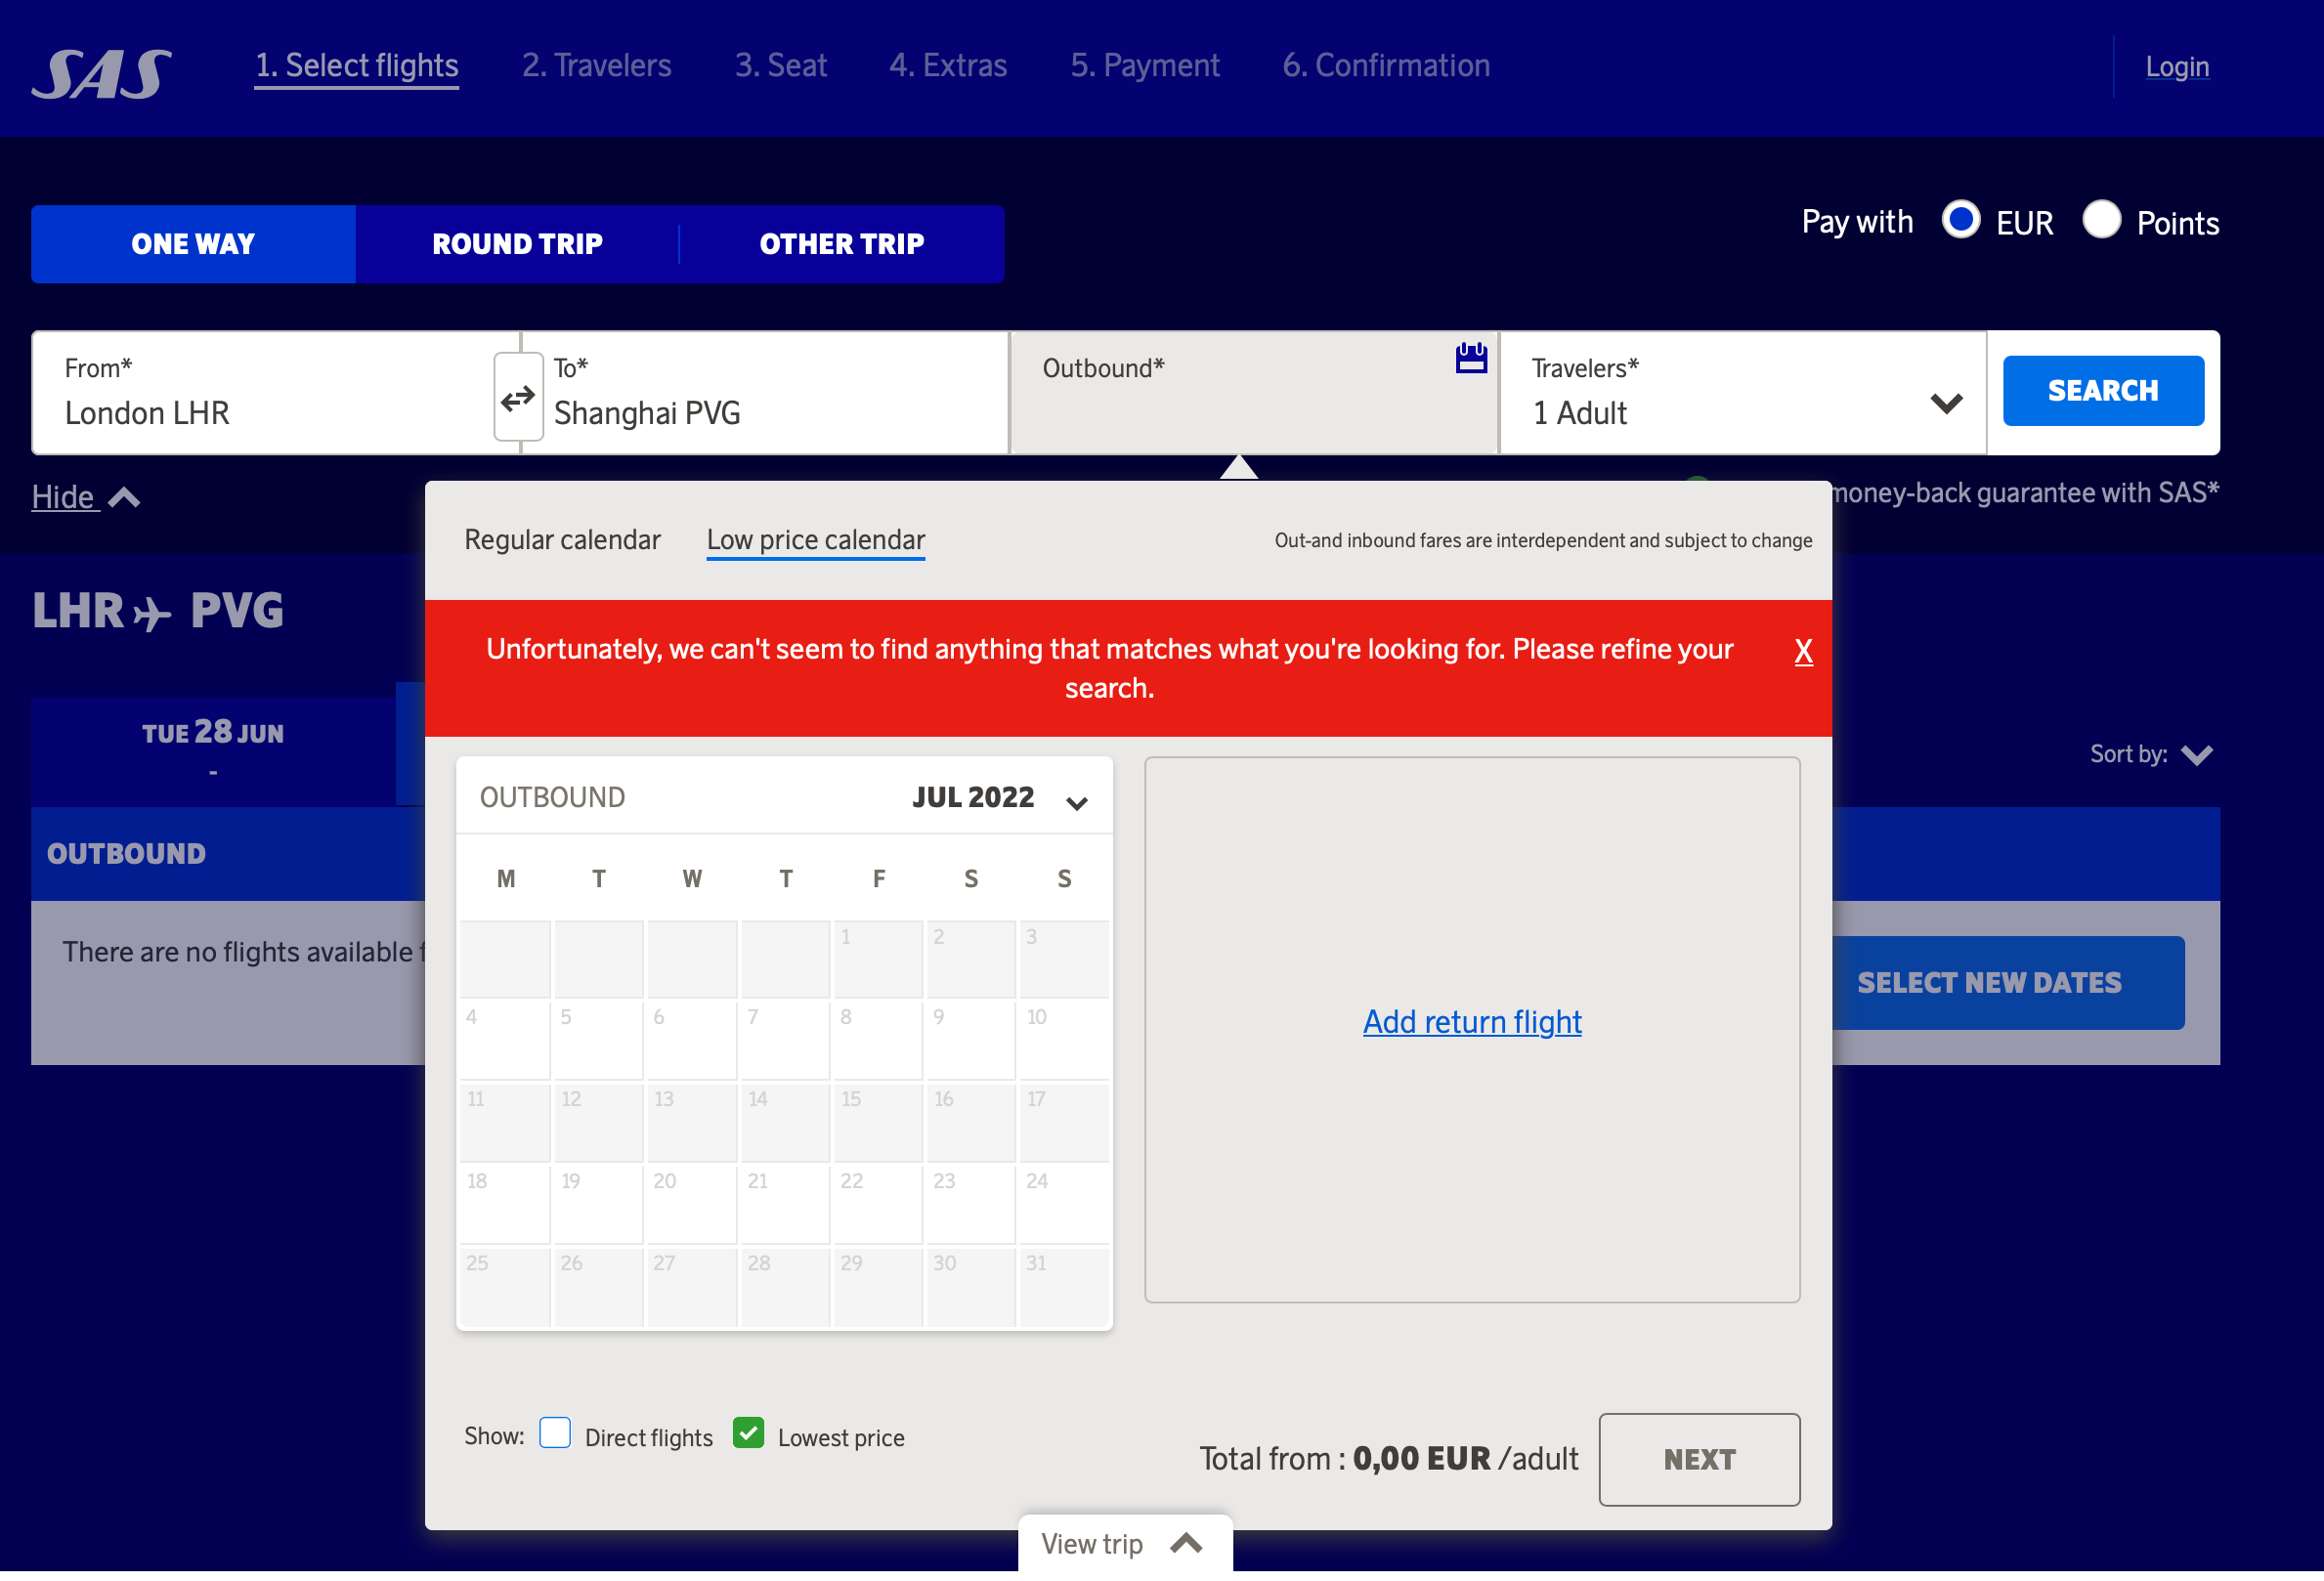 SAS
1. Select flights
2. Travelers
3. Seat
4. Extras
5. Payment
6. Confirmation
Login
ONE WAY
ROUND TRIP
OTHER TRIP
Pay with
EUR
Points
From*
London LHR
To*
Shanghai PVG
Outbound*
Travelers*
1 Adult
SEARCH
Hide
money-back guarantee with SAS*
Regular calendar
Low price calendar
Out-and inbound fares are interdependent and subject to change
LHR PVG
Unfortunately, we can't seem to find anything that matches what you're looking for. Please refine your
search.
X
TUE 28 JUN
-
Sort by:
OUTBOUND
JUL 2022
OUTBOUND
M T W T F S S
1 2 3
There are no flights available
SELECT NEW DATES
4 5 6 7 8 9 10
Add return flight
11 12 13 14 15 16 17
18 19 20 21 22 23 24
25 26 27 28 29 30 31
Show:
Direct flights
Lowest price
Total from : 0,00 EUR /adult
NEXT
View trip